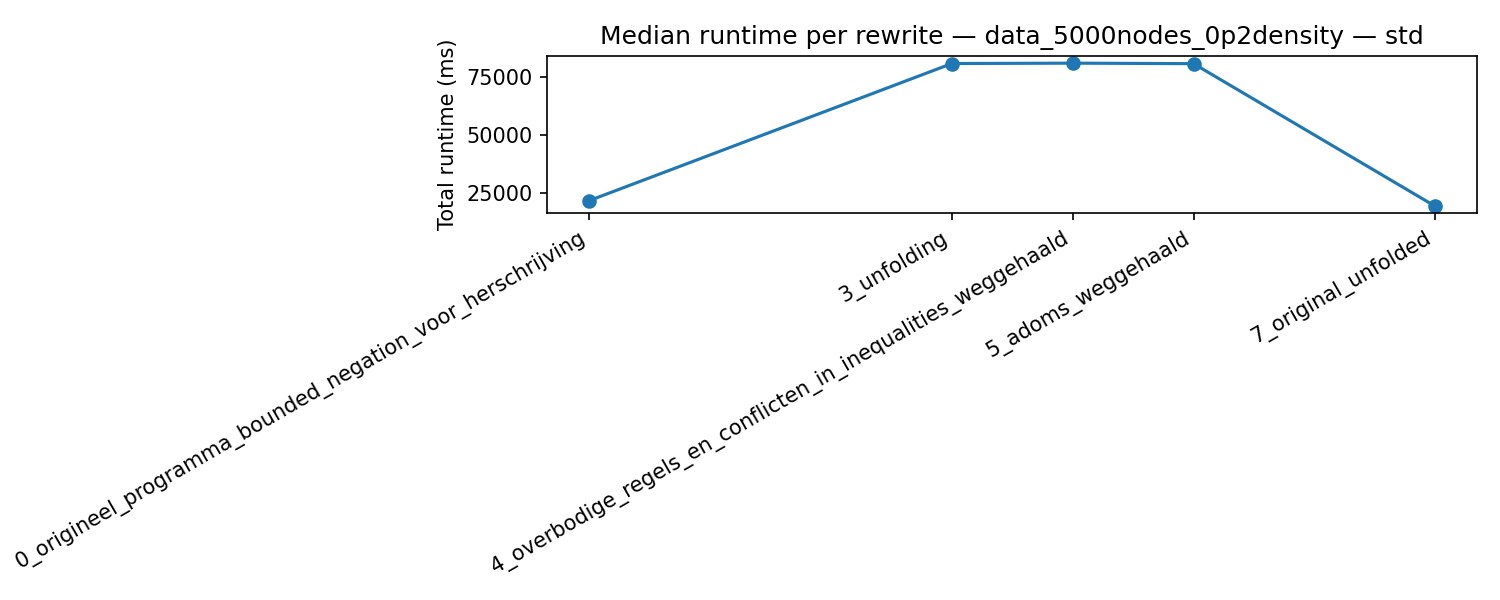 Median runtime per rewrite — data_5000nodes_0p2density — std
Total runtime (ms)
75000
50000
25000
0_origineel_programma_bounded_negation_voor_herschrijving
3_unfolding
4_overbodige_regels_en_conflicten_in_inequalities_weggehaald
5_adoms_weggehaald
7_original_unfolded